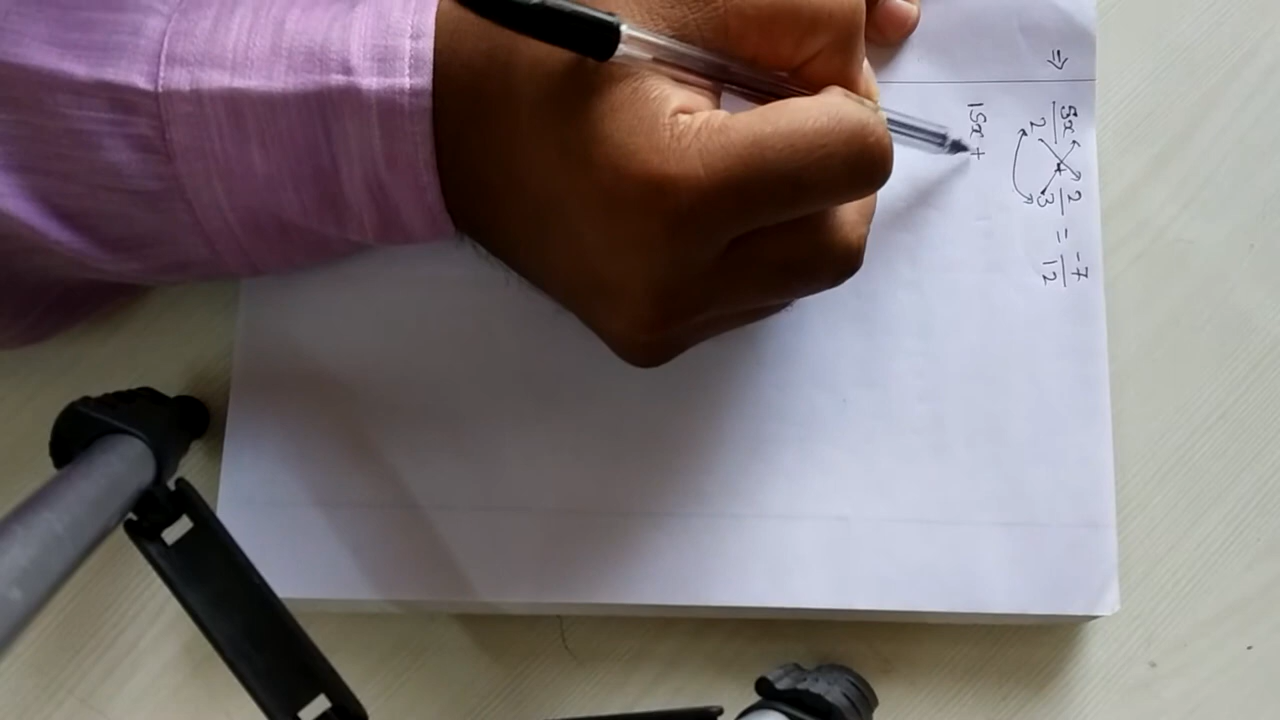 ⇒ 5x/2 + 2/3 = -7/12
15x +